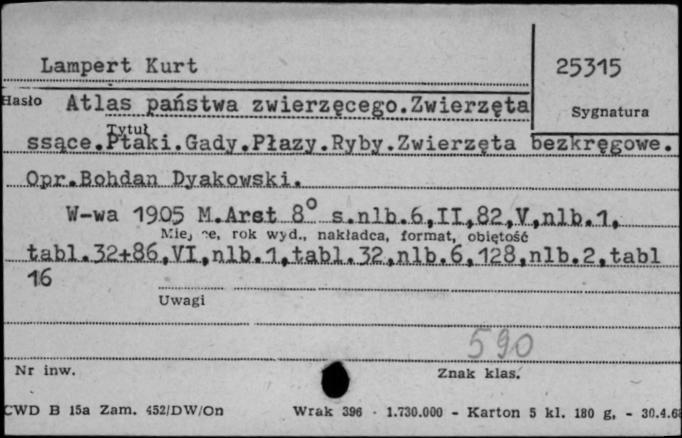 Lampert Kurt
25315
Hasło
Atlas państwa zwierzęcego.Zwierzęta
Sygnatura
Tytuł
ssące.Ptaki.Gady.Płazy.Ryby.Zwierzęta bezkręgowe.
Opr.Bohdan Dyakowski.
W-wa 1905 M.Arct 8° s.nlb.6,II,82,V,nlb.1,
Miejsce, rok wyd., nakładca, format, objętość
tabl.32+86,VI,nlb.1,tabl.32,nlb.6,128,nlb.2,tabl
16
Uwagi
590
Nr inw.
Znak klas.
CWD B 15a Zam. 452/DW/On
Wrak 396 · 1.730.000 - Karton 5 kl. 180 g, - 30.4.68